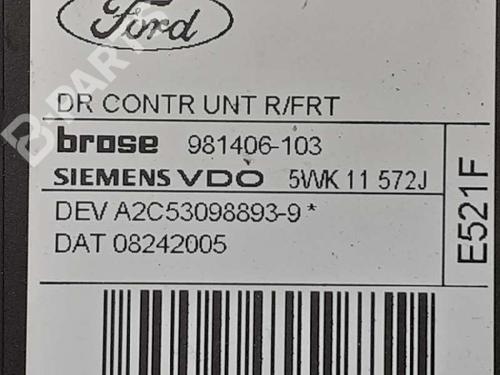 Ford
DR CONTR UNT R/FRT
brose 981406-103
SIEMENS VDO 5WK 11 572J
DEV A2C53098893-9 *
DAT 08242005
E521F
B-PARTS